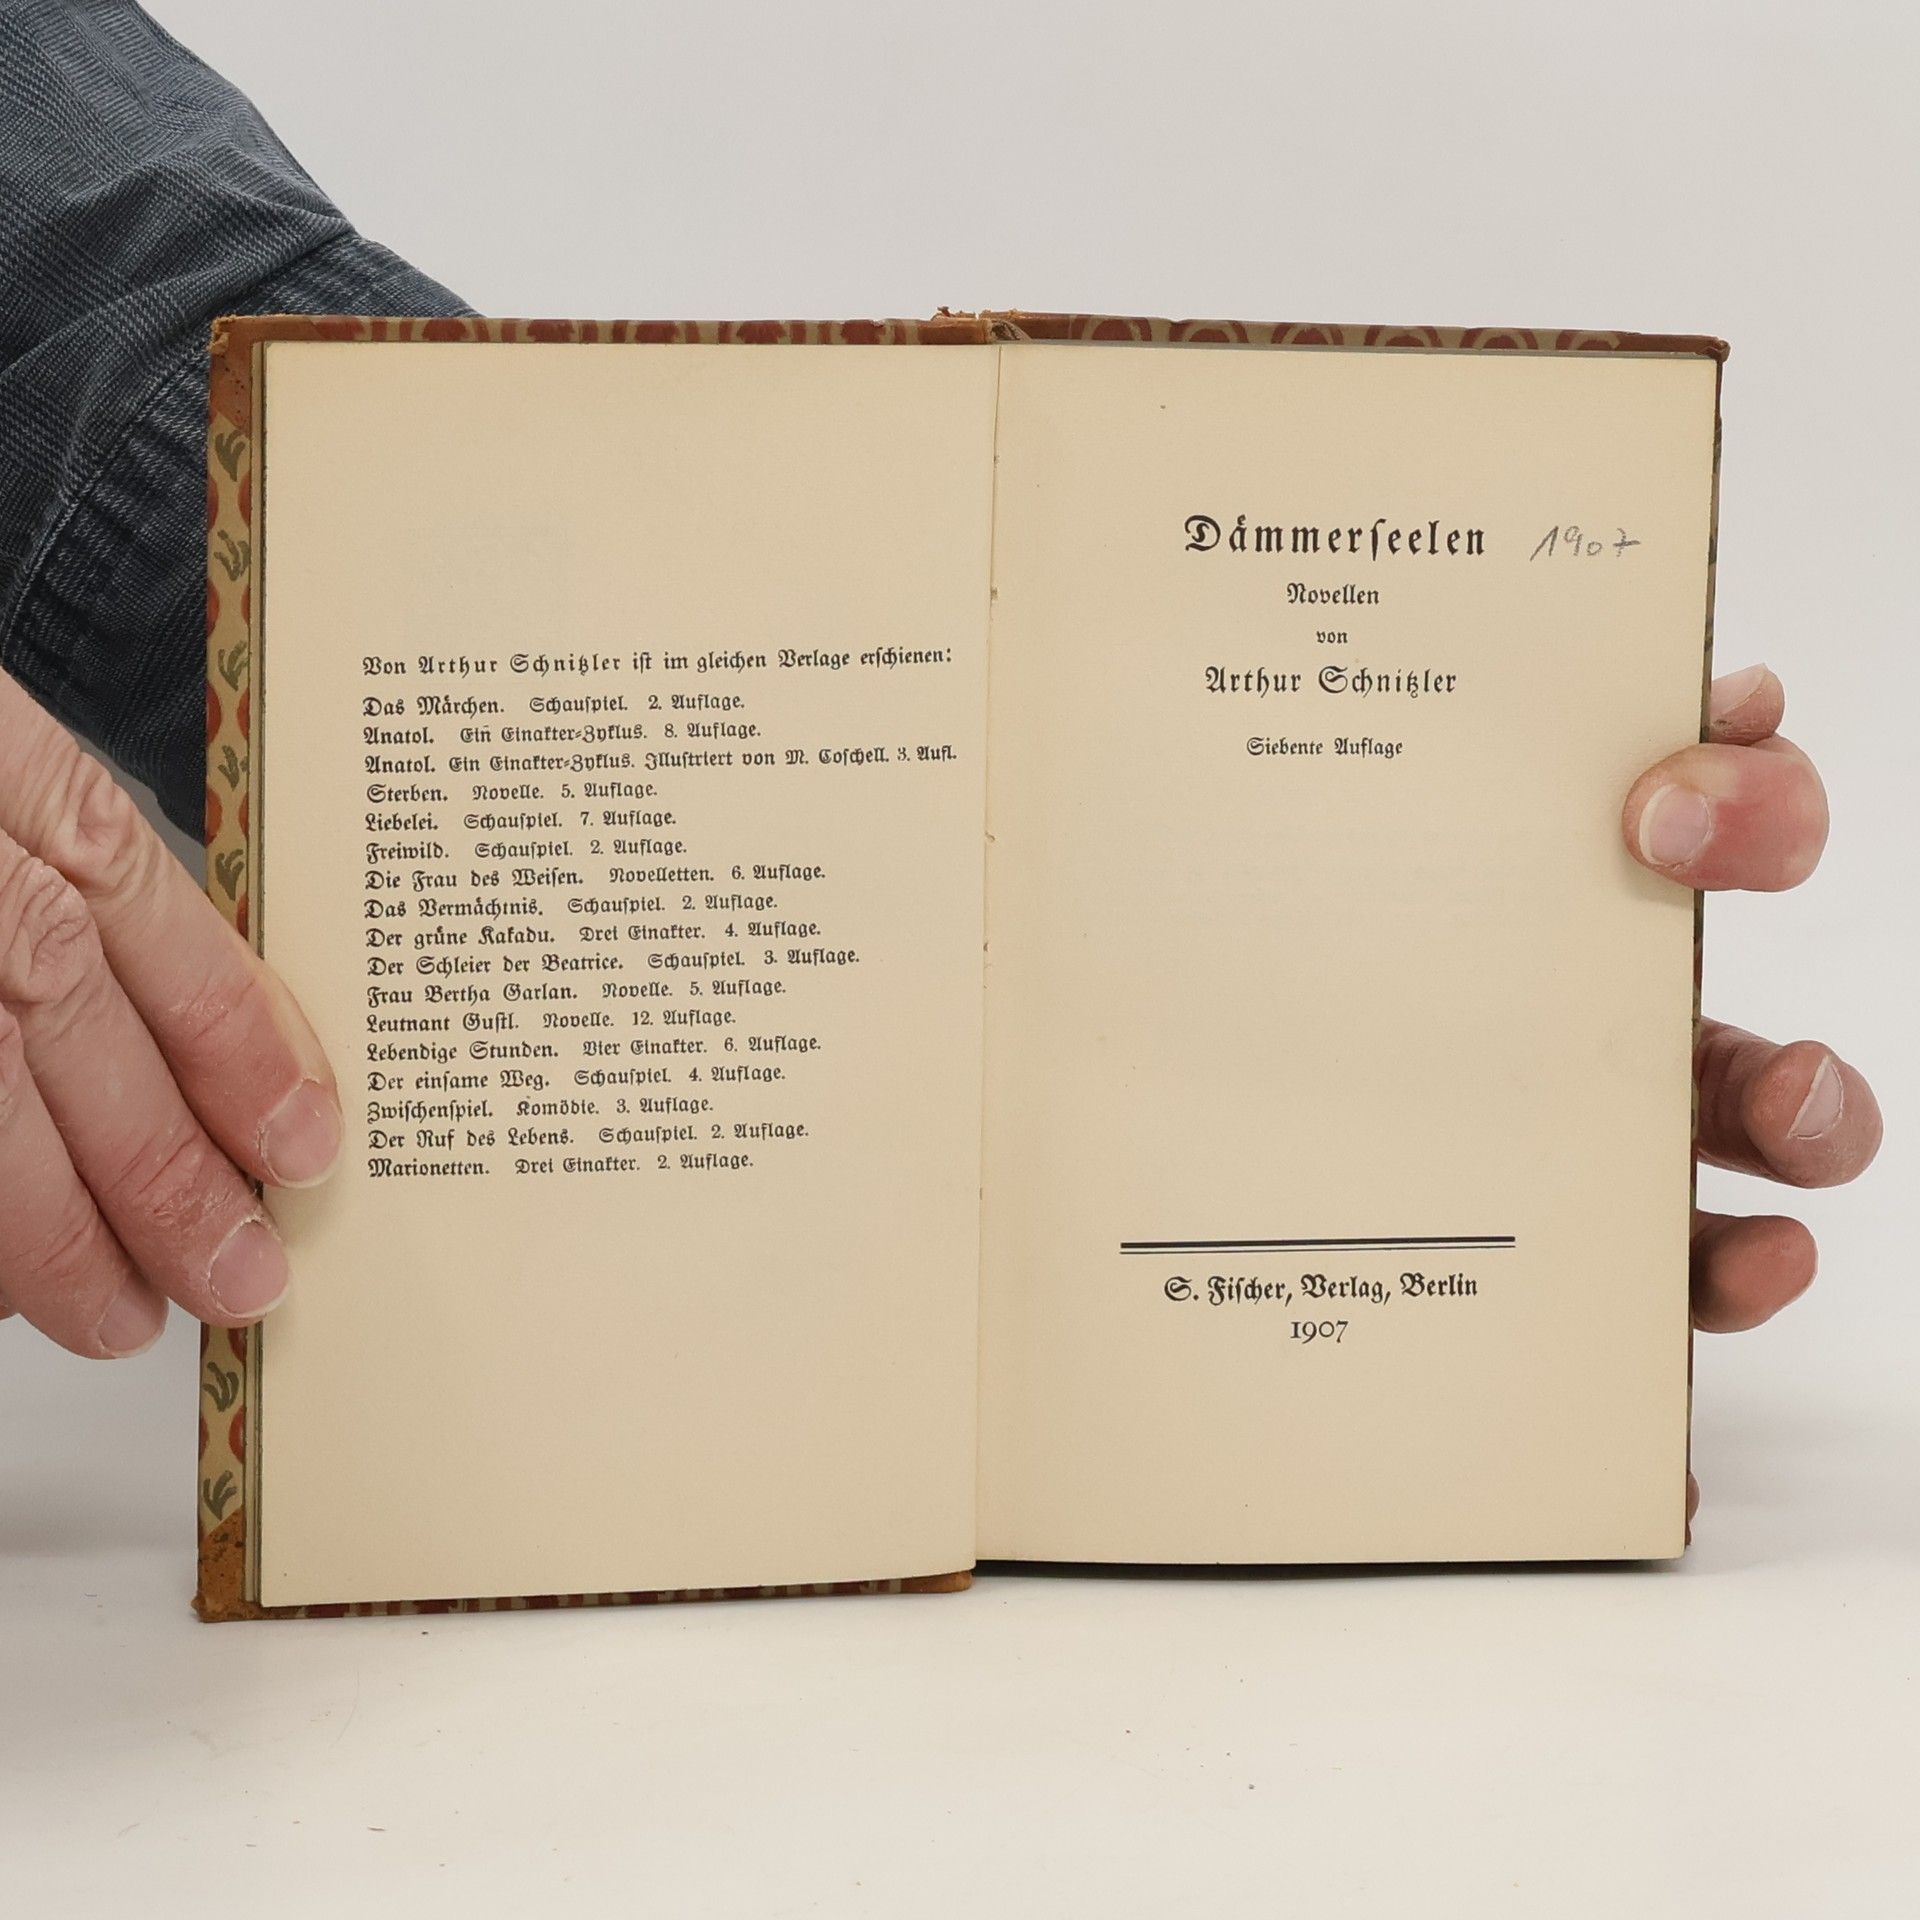 Von Arthur Schnitzler ist im gleichen Verlage erschienen:
Das Märchen. Schauspiel. 2. Auflage.
Anatol. Ein Einakter-Zyklus. 8. Auflage.
Anatol. Ein Einakter-Zyklus. Illustriert von M. Coschell. 3. Aufl.
Sterben. Novelle. 5. Auflage.
Liebelei. Schauspiel. 7. Auflage.
Freiwild. Schauspiel. 2. Auflage.
Die Frau des Weisen. Novelletten. 6. Auflage.
Das Vermächtnis. Schauspiel. 2. Auflage.
Der grüne Kakadu. Drei Einakter. 4. Auflage.
Der Schleier der Beatrice. Schauspiel. 3. Auflage.
Frau Bertha Garlan. Novelle. 5. Auflage.
Leutnant Gustl. Novelle. 12. Auflage.
Lebendige Stunden. Vier Einakter. 6. Auflage.
Der einsame Weg. Schauspiel. 4. Auflage.
Zwischenspiel. Komödie. 3. Auflage.
Der Ruf des Lebens. Schauspiel. 2. Auflage.
Marionetten. Drei Einakter. 2. Auflage.
Dämmerseelen 1907
Novellen
von
Arthur Schnitzler
Siebente Auflage
S. Fischer, Verlag, Berlin
1907